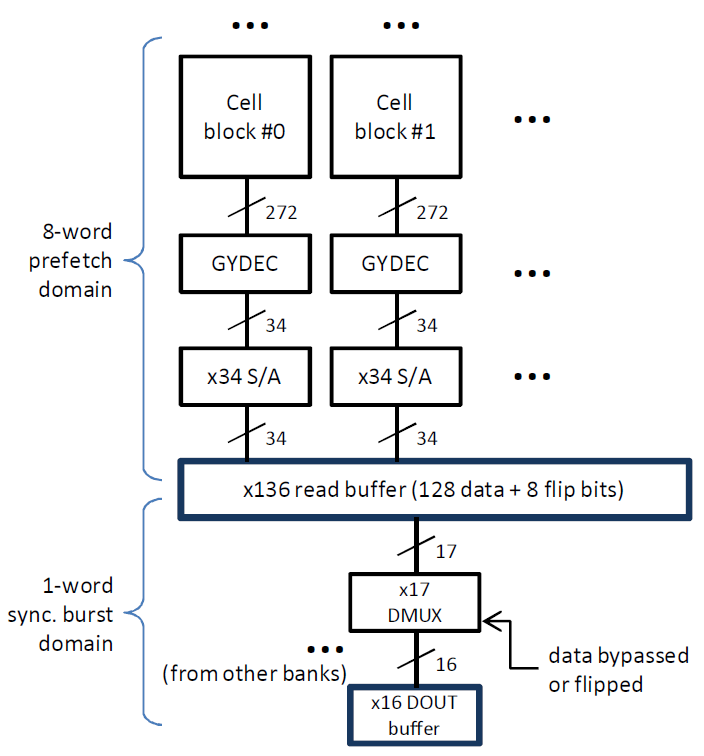 Cell
block #0
Cell
block #1
272
272
8-word
prefetch
domain
GYDEC
GYDEC
34
34
x34 S/A
x34 S/A
34
34
x136 read buffer (128 data + 8 flip bits)
17
1-word
sync. burst
domain
x17
DMUX
(from other banks)
16
data bypassed
or flipped
x16 DOUT
buffer